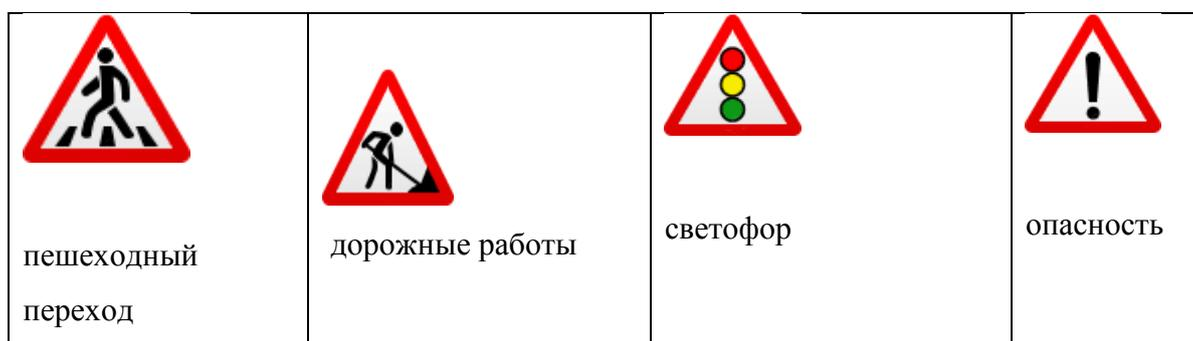 пешеходный
переход
дорожные работы
светофор
опасность